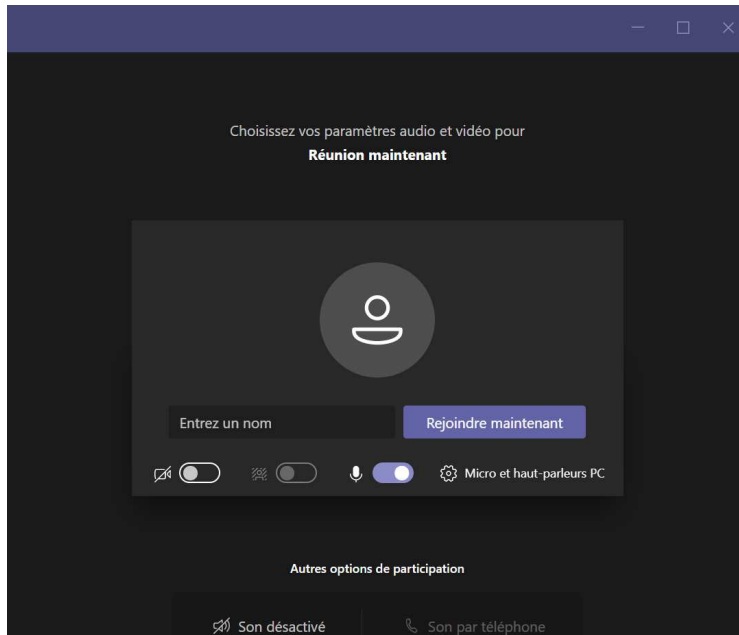 Choisissez vos paramètres audio et vidéo pour
Réunion maintenant
Entrez un nom
Rejoindre maintenant
Micro et haut-parleurs PC
Autres options de participation
Son désactivé
Son par téléphone